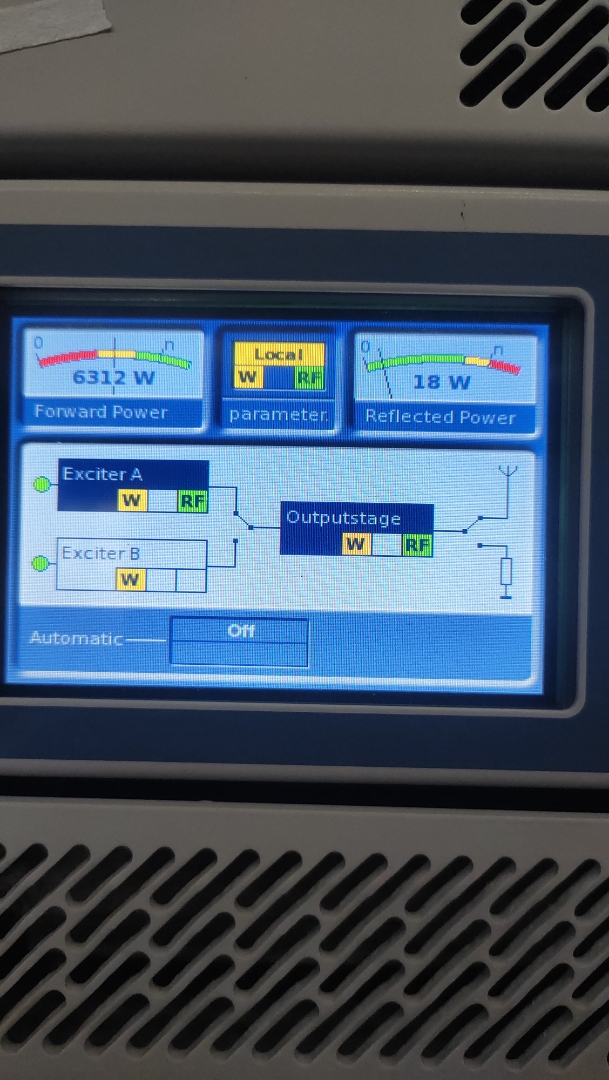 0 n
6312 W
Forward Power
Local
W RF
parameter.
0 n
18 W
Reflected Power
Exciter A
W RF
Exciter B
W
Outputstage
W RF
Automatic
Off